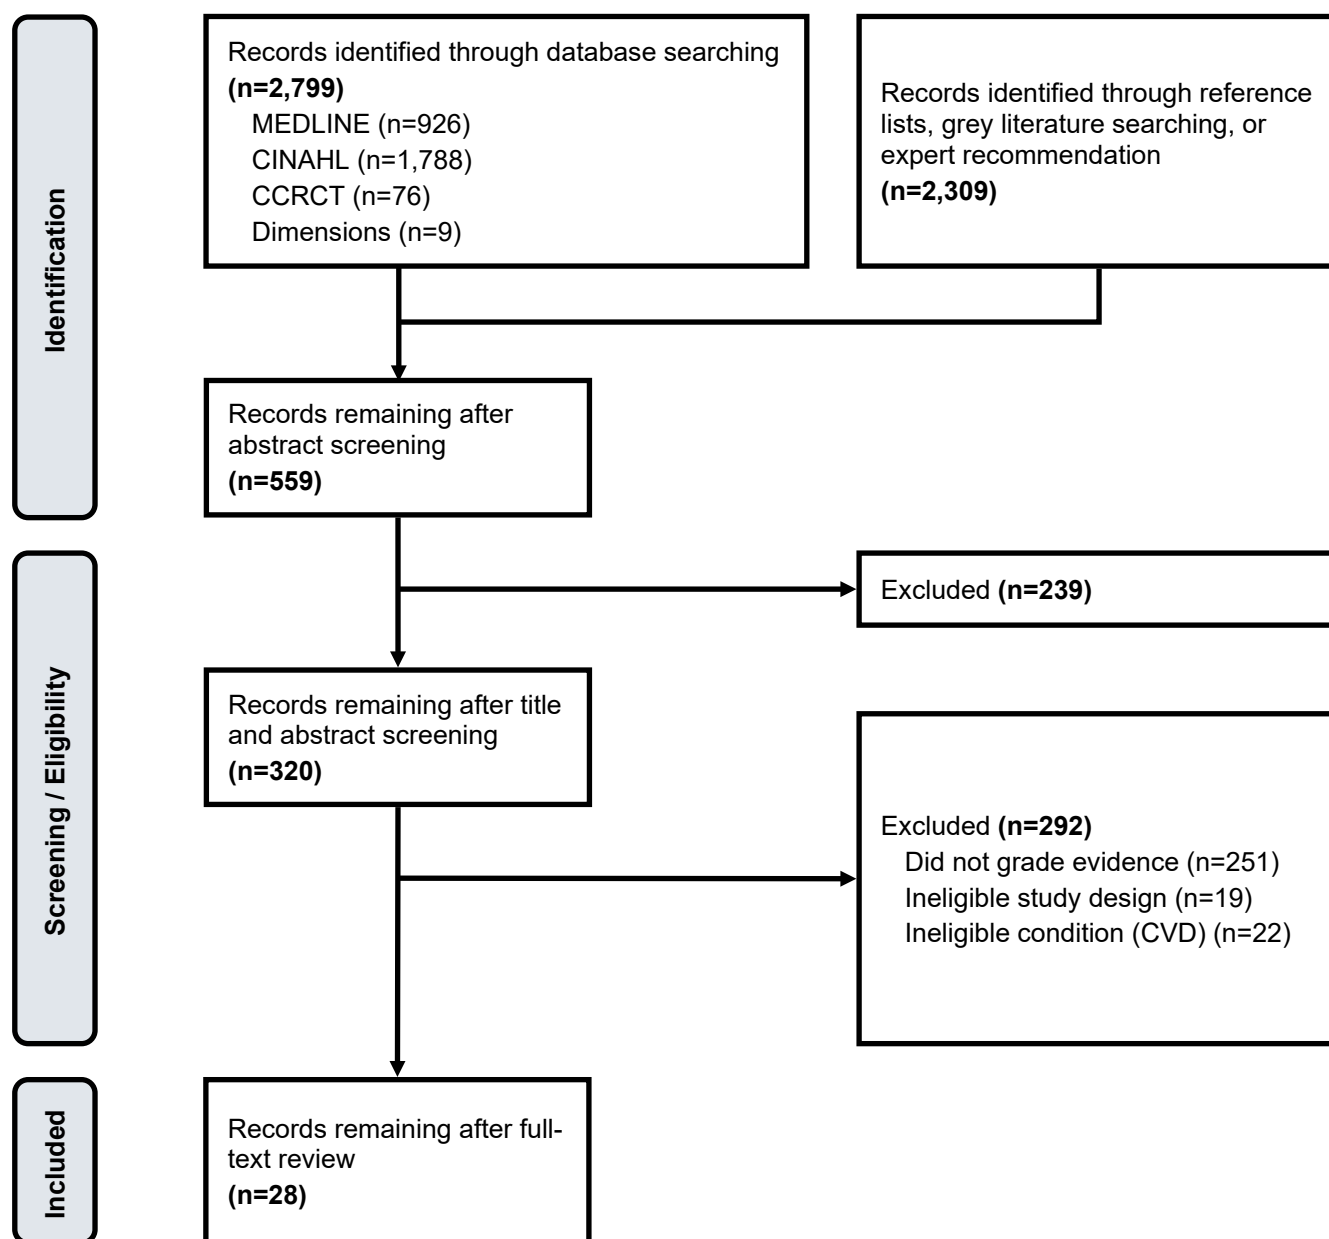 Identification
Records identified through database searching
(n=2,799)
MEDLINE (n=926)
CINAHL (n=1,788)
CCRCT (n=76)
Dimensions (n=9)
Records identified through reference
lists, grey literature searching, or
expert recommendation
(n=2,309)
Records remaining after
abstract screening
(n=559)
Screening / Eligibility
Excluded (n=239)
Records remaining after title
and abstract screening
(n=320)
Excluded (n=292)
Did not grade evidence (n=251)
Ineligible study design (n=19)
Ineligible condition (CVD) (n=22)
Included
Records remaining after full-
text review
(n=28)